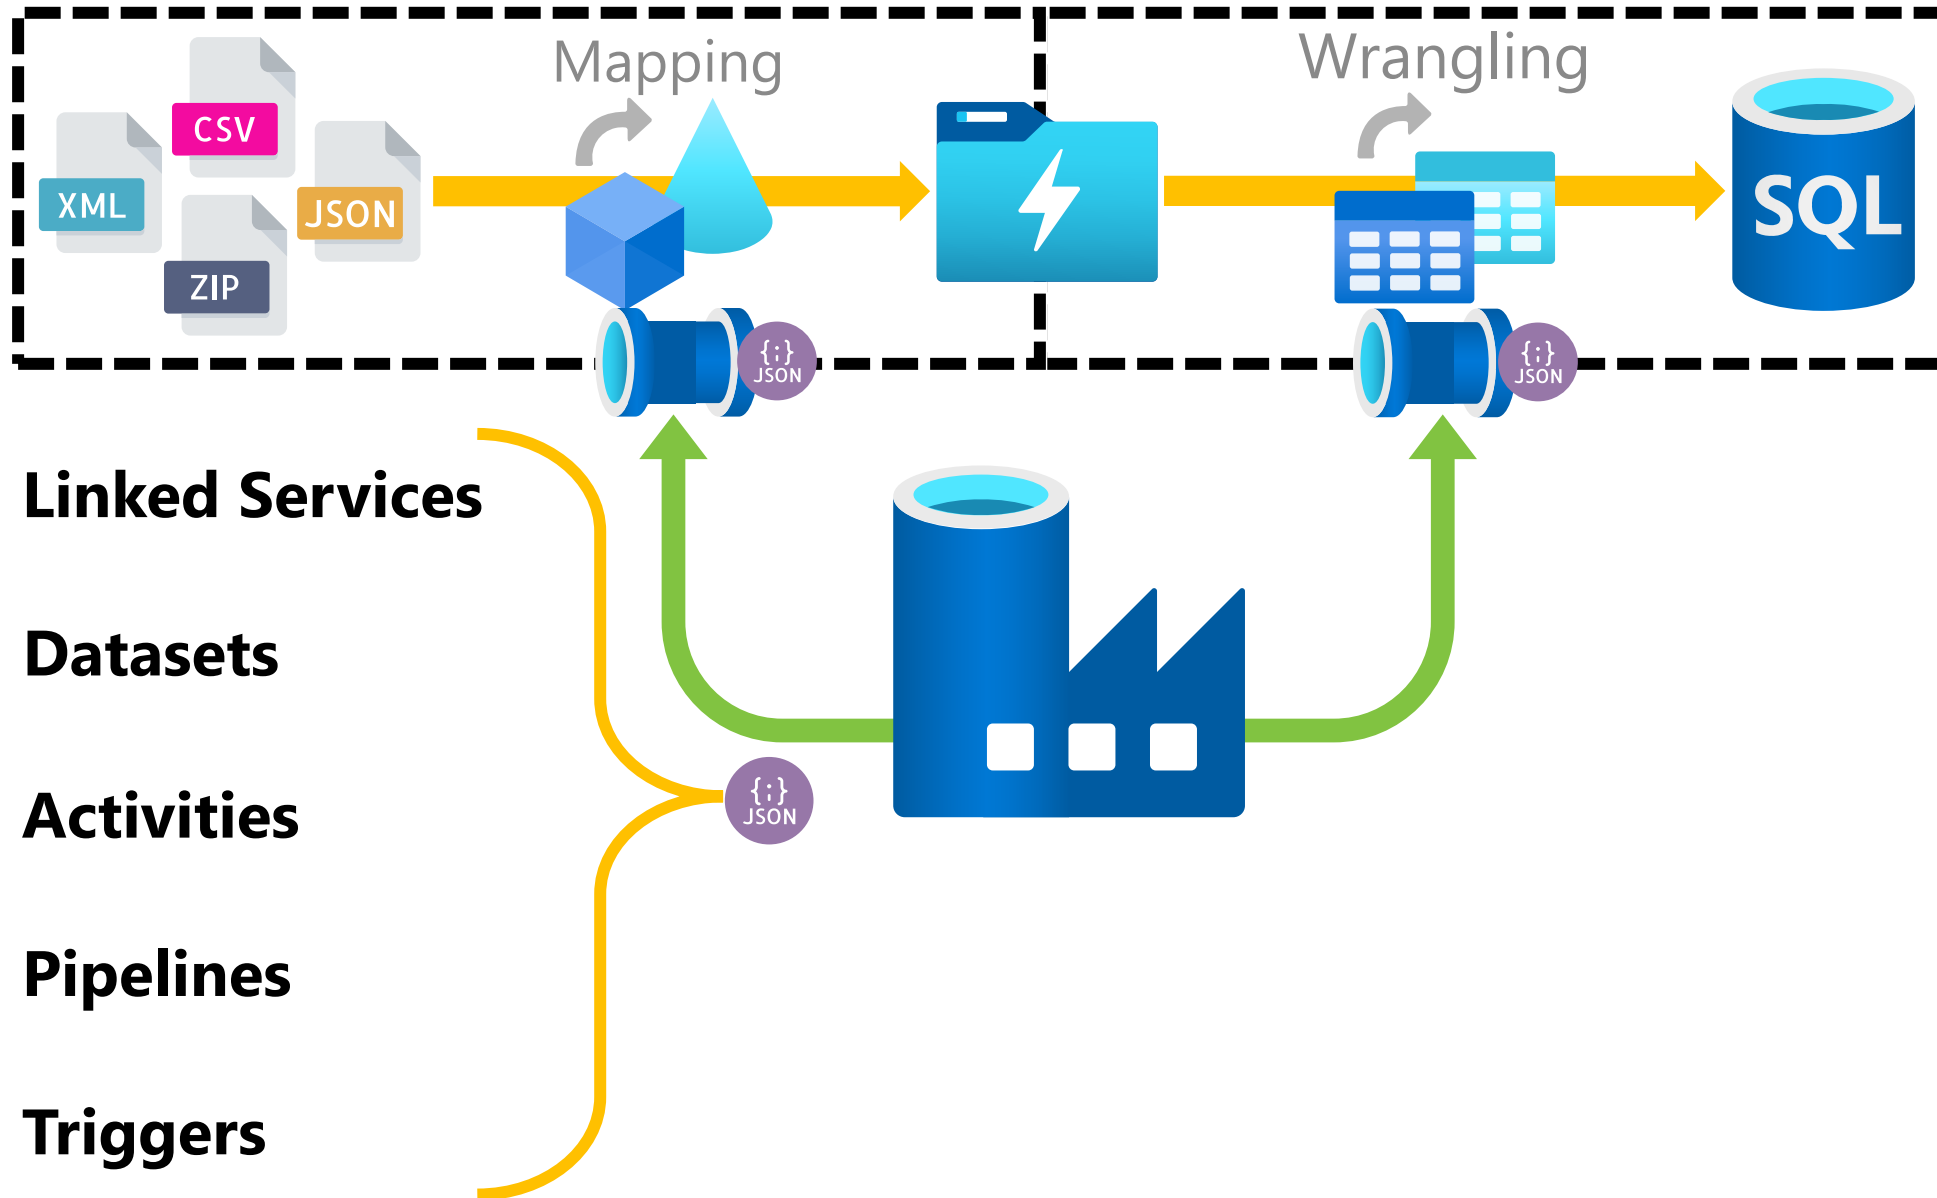 Mapping
Wrangling
CSV
XML
JSON
ZIP
SQL
{:}
JSON
{:}
JSON
Linked Services
Datasets
Activities
{:}
JSON
Pipelines
Triggers